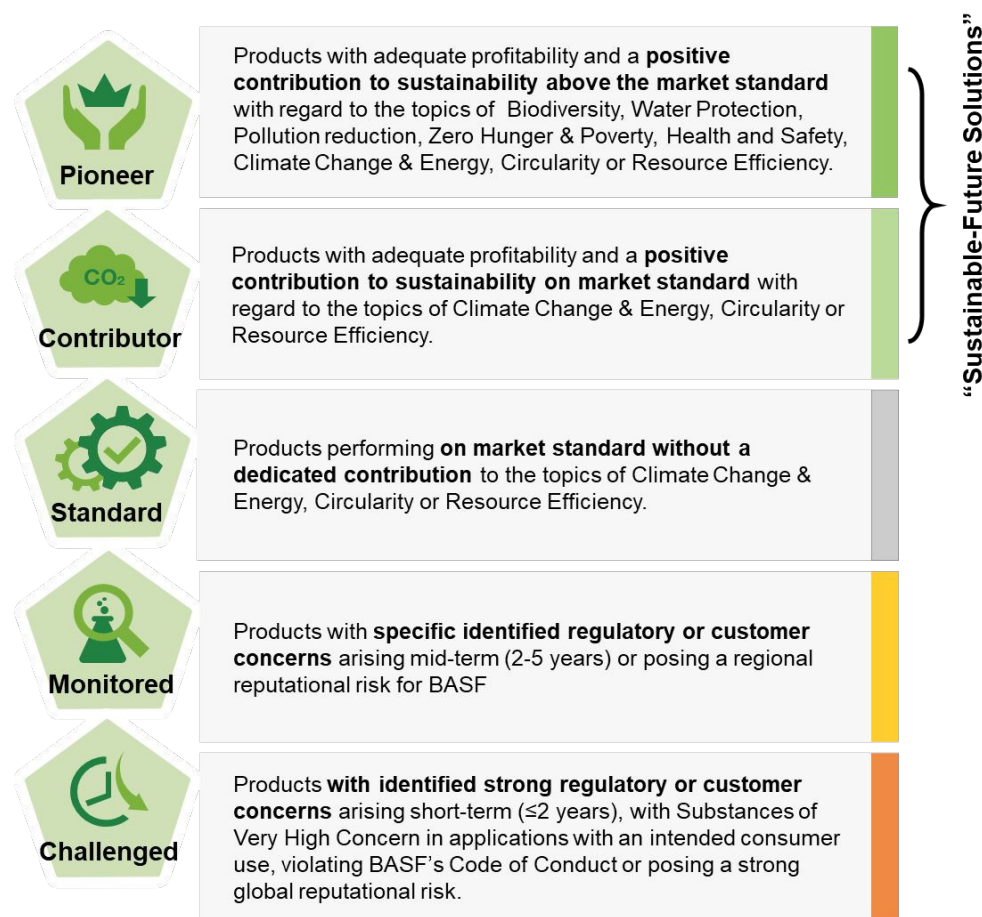 Products with adequate profitability and a positive
contribution to sustainability above the market standard
with regard to the topics of Biodiversity, Water Protection,
Pollution reduction, Zero Hunger & Poverty, Health and Safety,
Climate Change & Energy, Circularity or Resource Efficiency.
Pioneer
“Sustainable-Future Solutions”
Products with adequate profitability and a positive
contribution to sustainability on market standard with
regard to the topics of Climate Change & Energy, Circularity or
Resource Efficiency.
CO₂
Contributor
Products performing on market standard without a
dedicated contribution to the topics of Climate Change &
Energy, Circularity or Resource Efficiency.
Standard
Products with specific identified regulatory or customer
concerns arising mid-term (2-5 years) or posing a regional
reputational risk for BASF
Monitored
Products with identified strong regulatory or customer
concerns arising short-term (≤2 years), with Substances of
Very High Concern in applications with an intended consumer
use, violating BASF’s Code of Conduct or posing a strong
global reputational risk.
Challenged